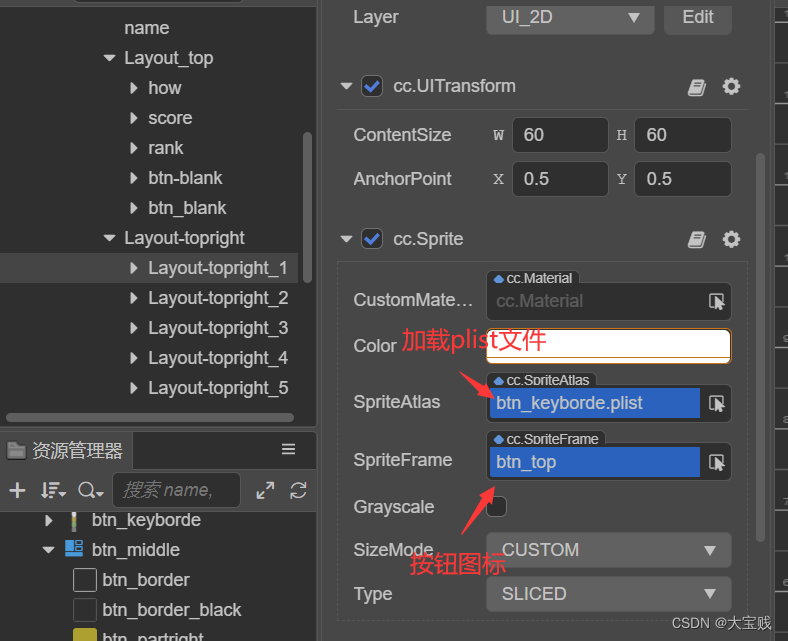 name
Layout_top
how
score
rank
btn-blank
btn_blank
Layout-topright
Layout-topright_1
Layout-topright_2
Layout-topright_3
Layout-topright_4
Layout-topright_5
资源管理器
搜索 name,
btn_keyborde
btn_middle
btn_border
btn_border_black
btn_partright
Layer
UI_2D
Edit
cc.UITransform
ContentSize
W
60
H
60
AnchorPoint
X
0.5
Y
0.5
cc.Sprite
cc.Material
CustomMate...
cc.Material
Color
加载plist文件
cc.SpriteAtlas
SpriteAtlas
btn_keyborde.plist
cc.SpriteFrame
SpriteFrame
btn_top
Grayscale
SizeMode
CUSTOM
按钮图标
Type
SLICED
CSDN @大宝贱